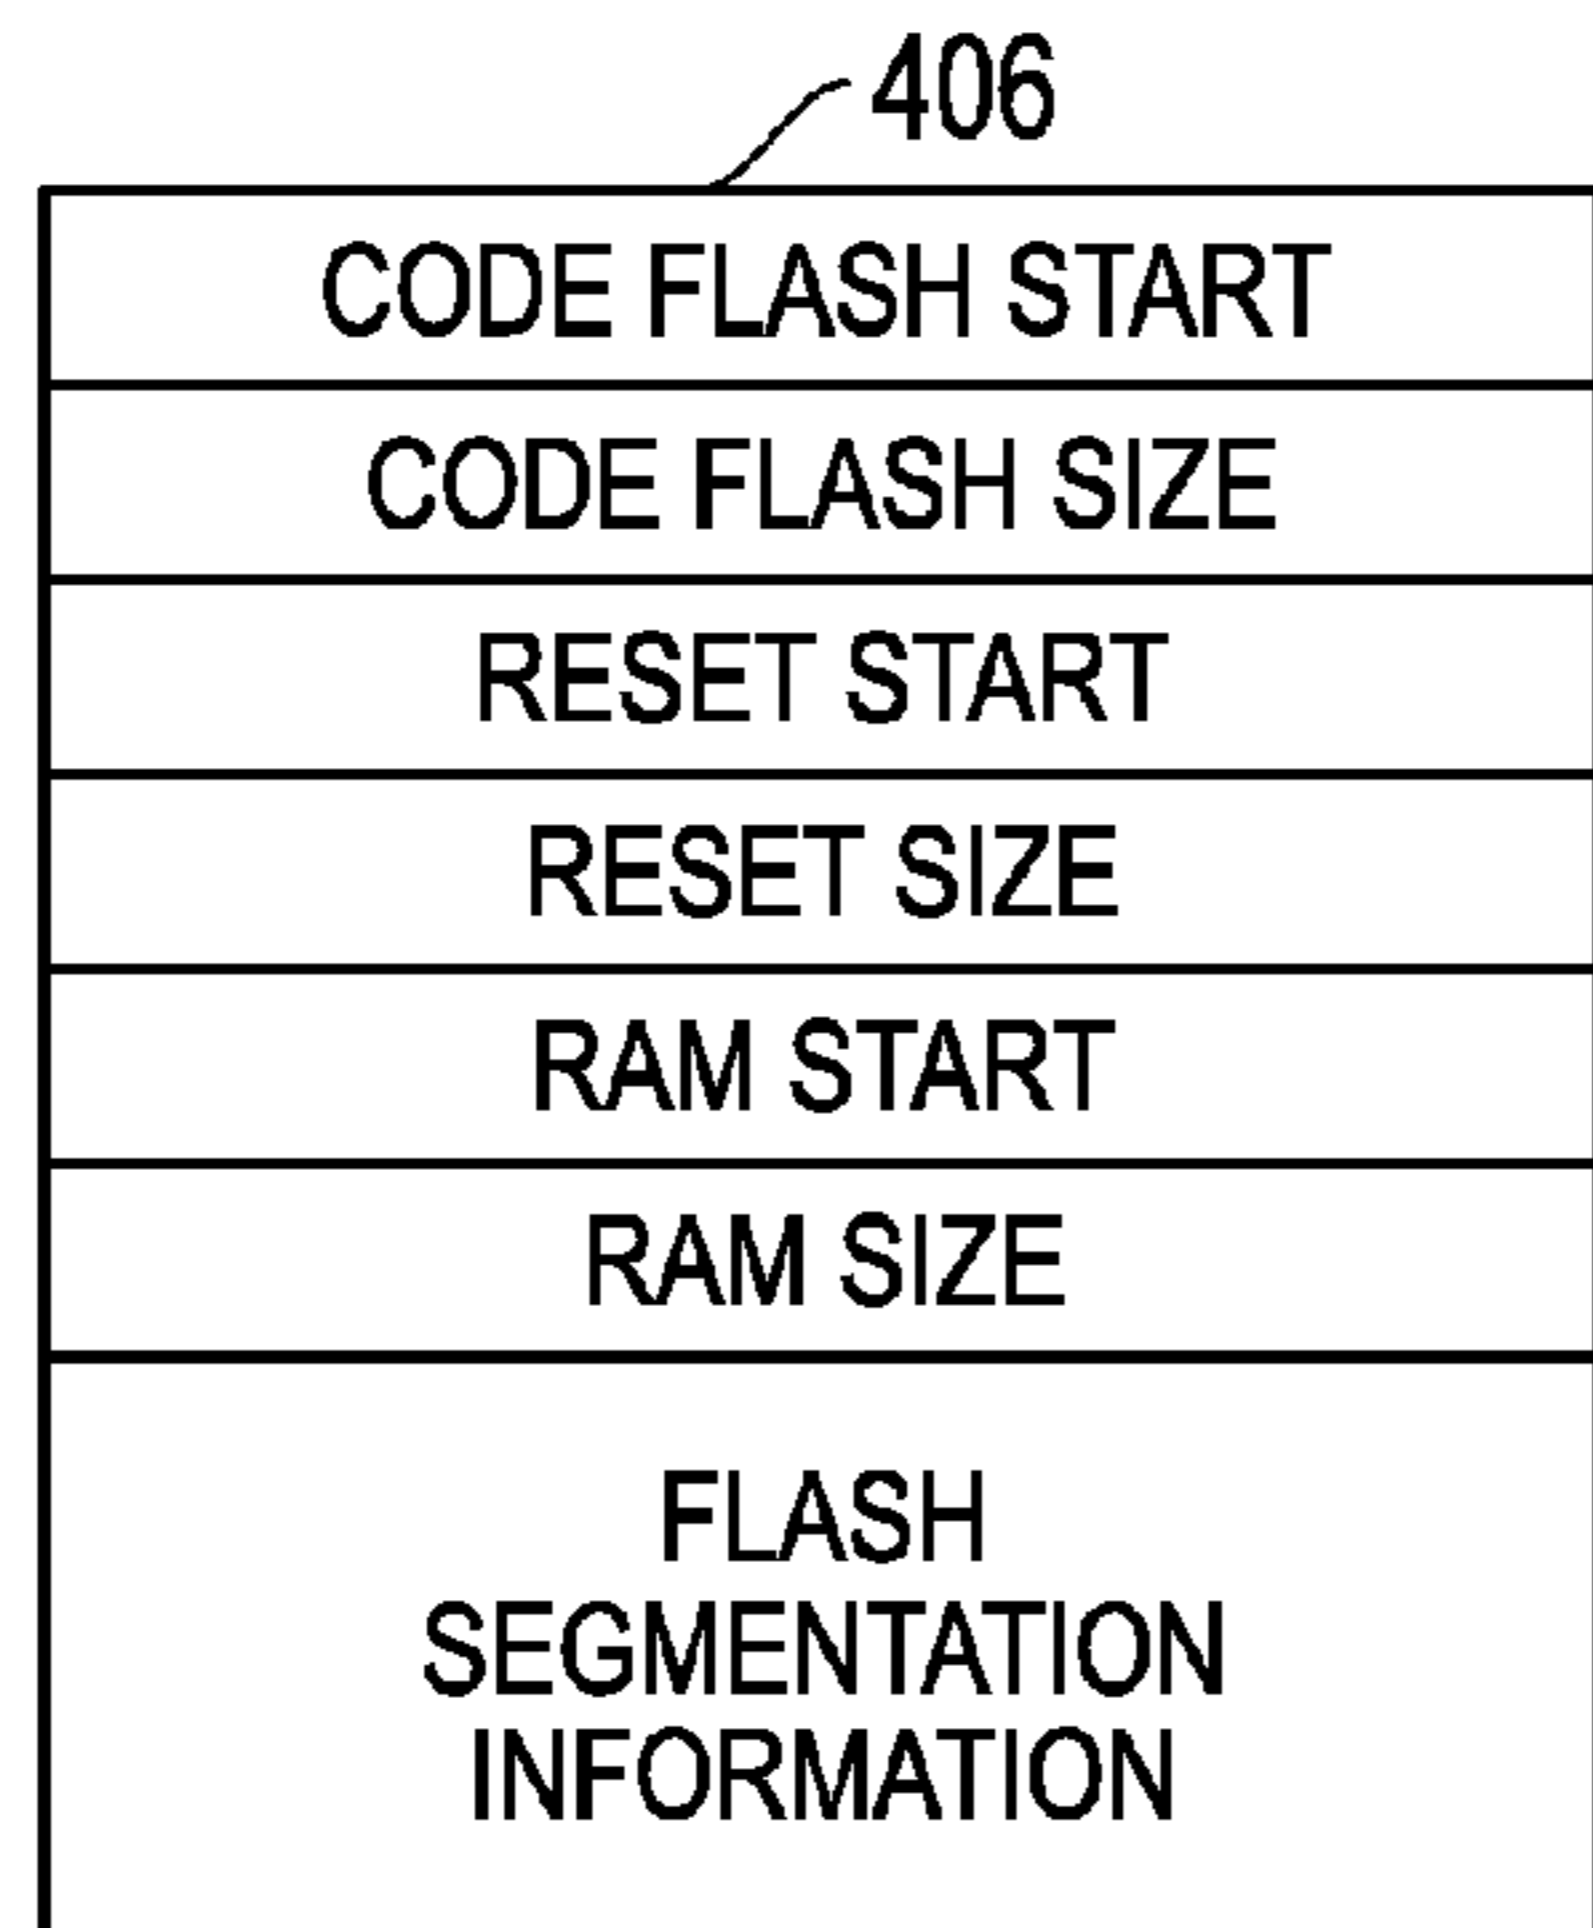 406
CODE FLASH START
CODE FLASH SIZE
RESET START
RESET SIZE
RAM START
RAM SIZE
FLASH
SEGMENTATION
INFORMATION